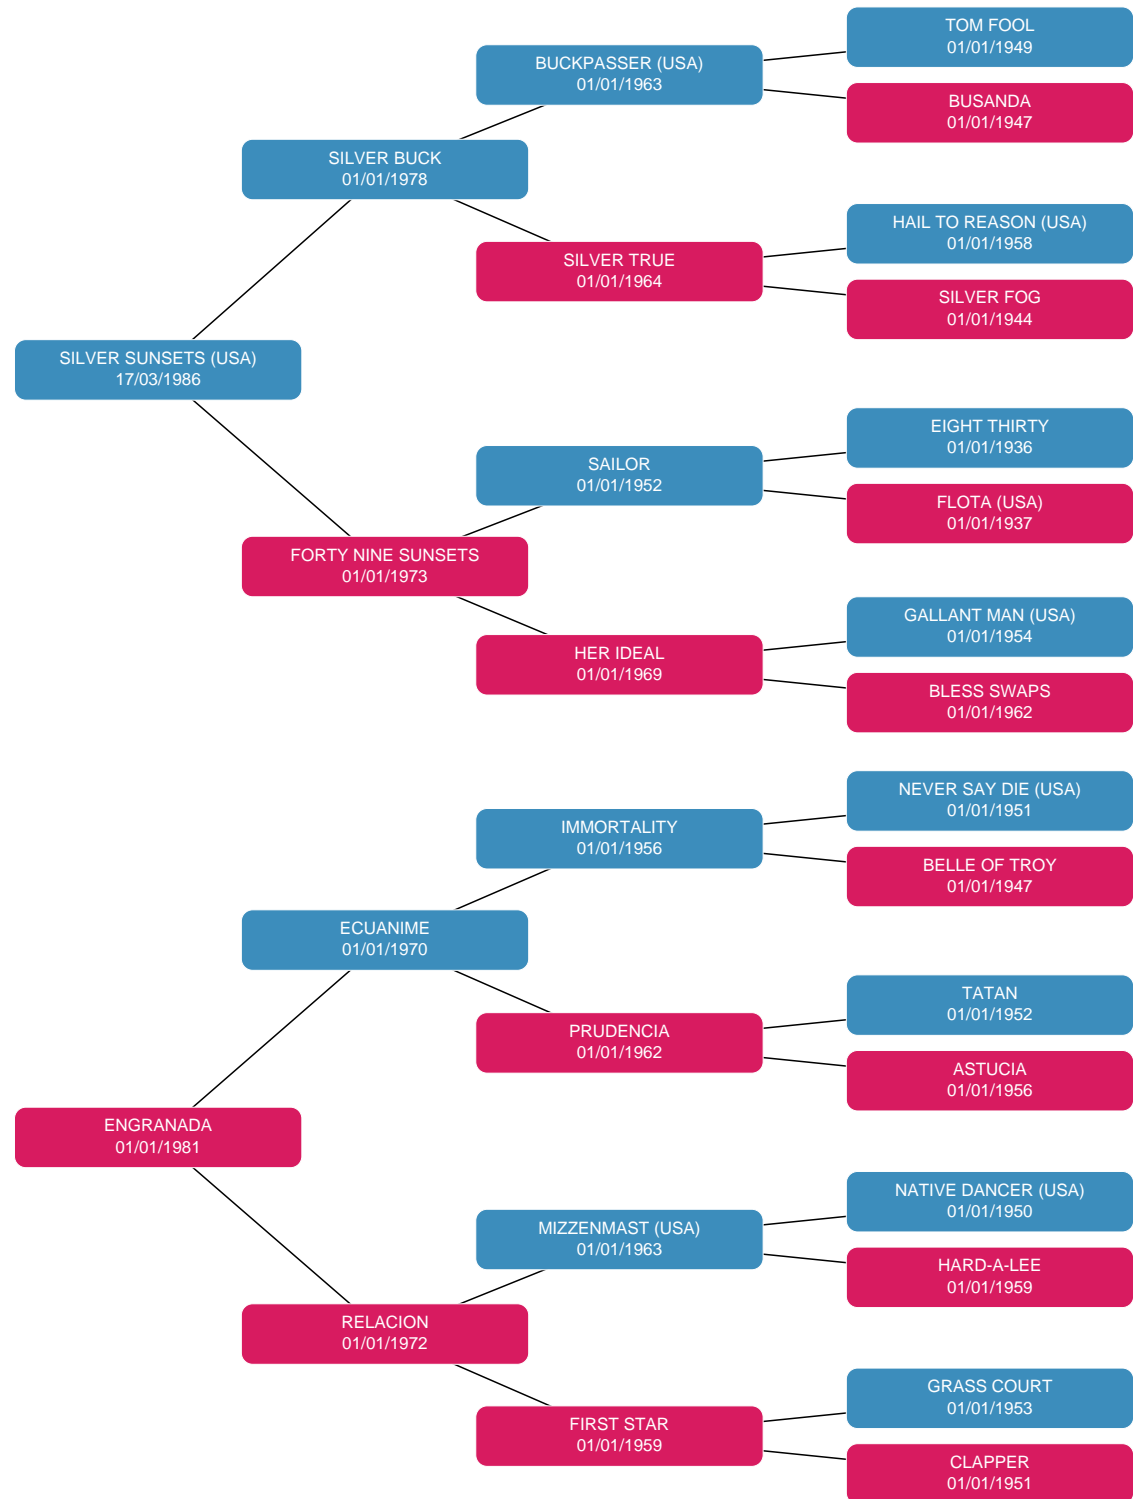 TOM FOOL
01/01/1949
BUCKPASSER (USA)
01/01/1963
BUSANDA
01/01/1947
SILVER BUCK
01/01/1978
HAIL TO REASON (USA)
01/01/1958
SILVER TRUE
01/01/1964
SILVER FOG
01/01/1944
SILVER SUNSETS (USA)
17/03/1986
EIGHT THIRTY
01/01/1936
SAILOR
01/01/1952
FLOTA (USA)
01/01/1937
FORTY NINE SUNSETS
01/01/1973
GALLANT MAN (USA)
01/01/1954
HER IDEAL
01/01/1969
BLESS SWAPS
01/01/1962
NEVER SAY DIE (USA)
01/01/1951
IMMORTALITY
01/01/1956
BELLE OF TROY
01/01/1947
ECUANIME
01/01/1970
TATAN
01/01/1952
PRUDENCIA
01/01/1962
ASTUCIA
01/01/1956
ENGRANADA
01/01/1981
NATIVE DANCER (USA)
01/01/1950
MIZZENMAST (USA)
01/01/1963
HARD-A-LEE
01/01/1959
RELACION
01/01/1972
GRASS COURT
01/01/1953
FIRST STAR
01/01/1959
CLAPPER
01/01/1951